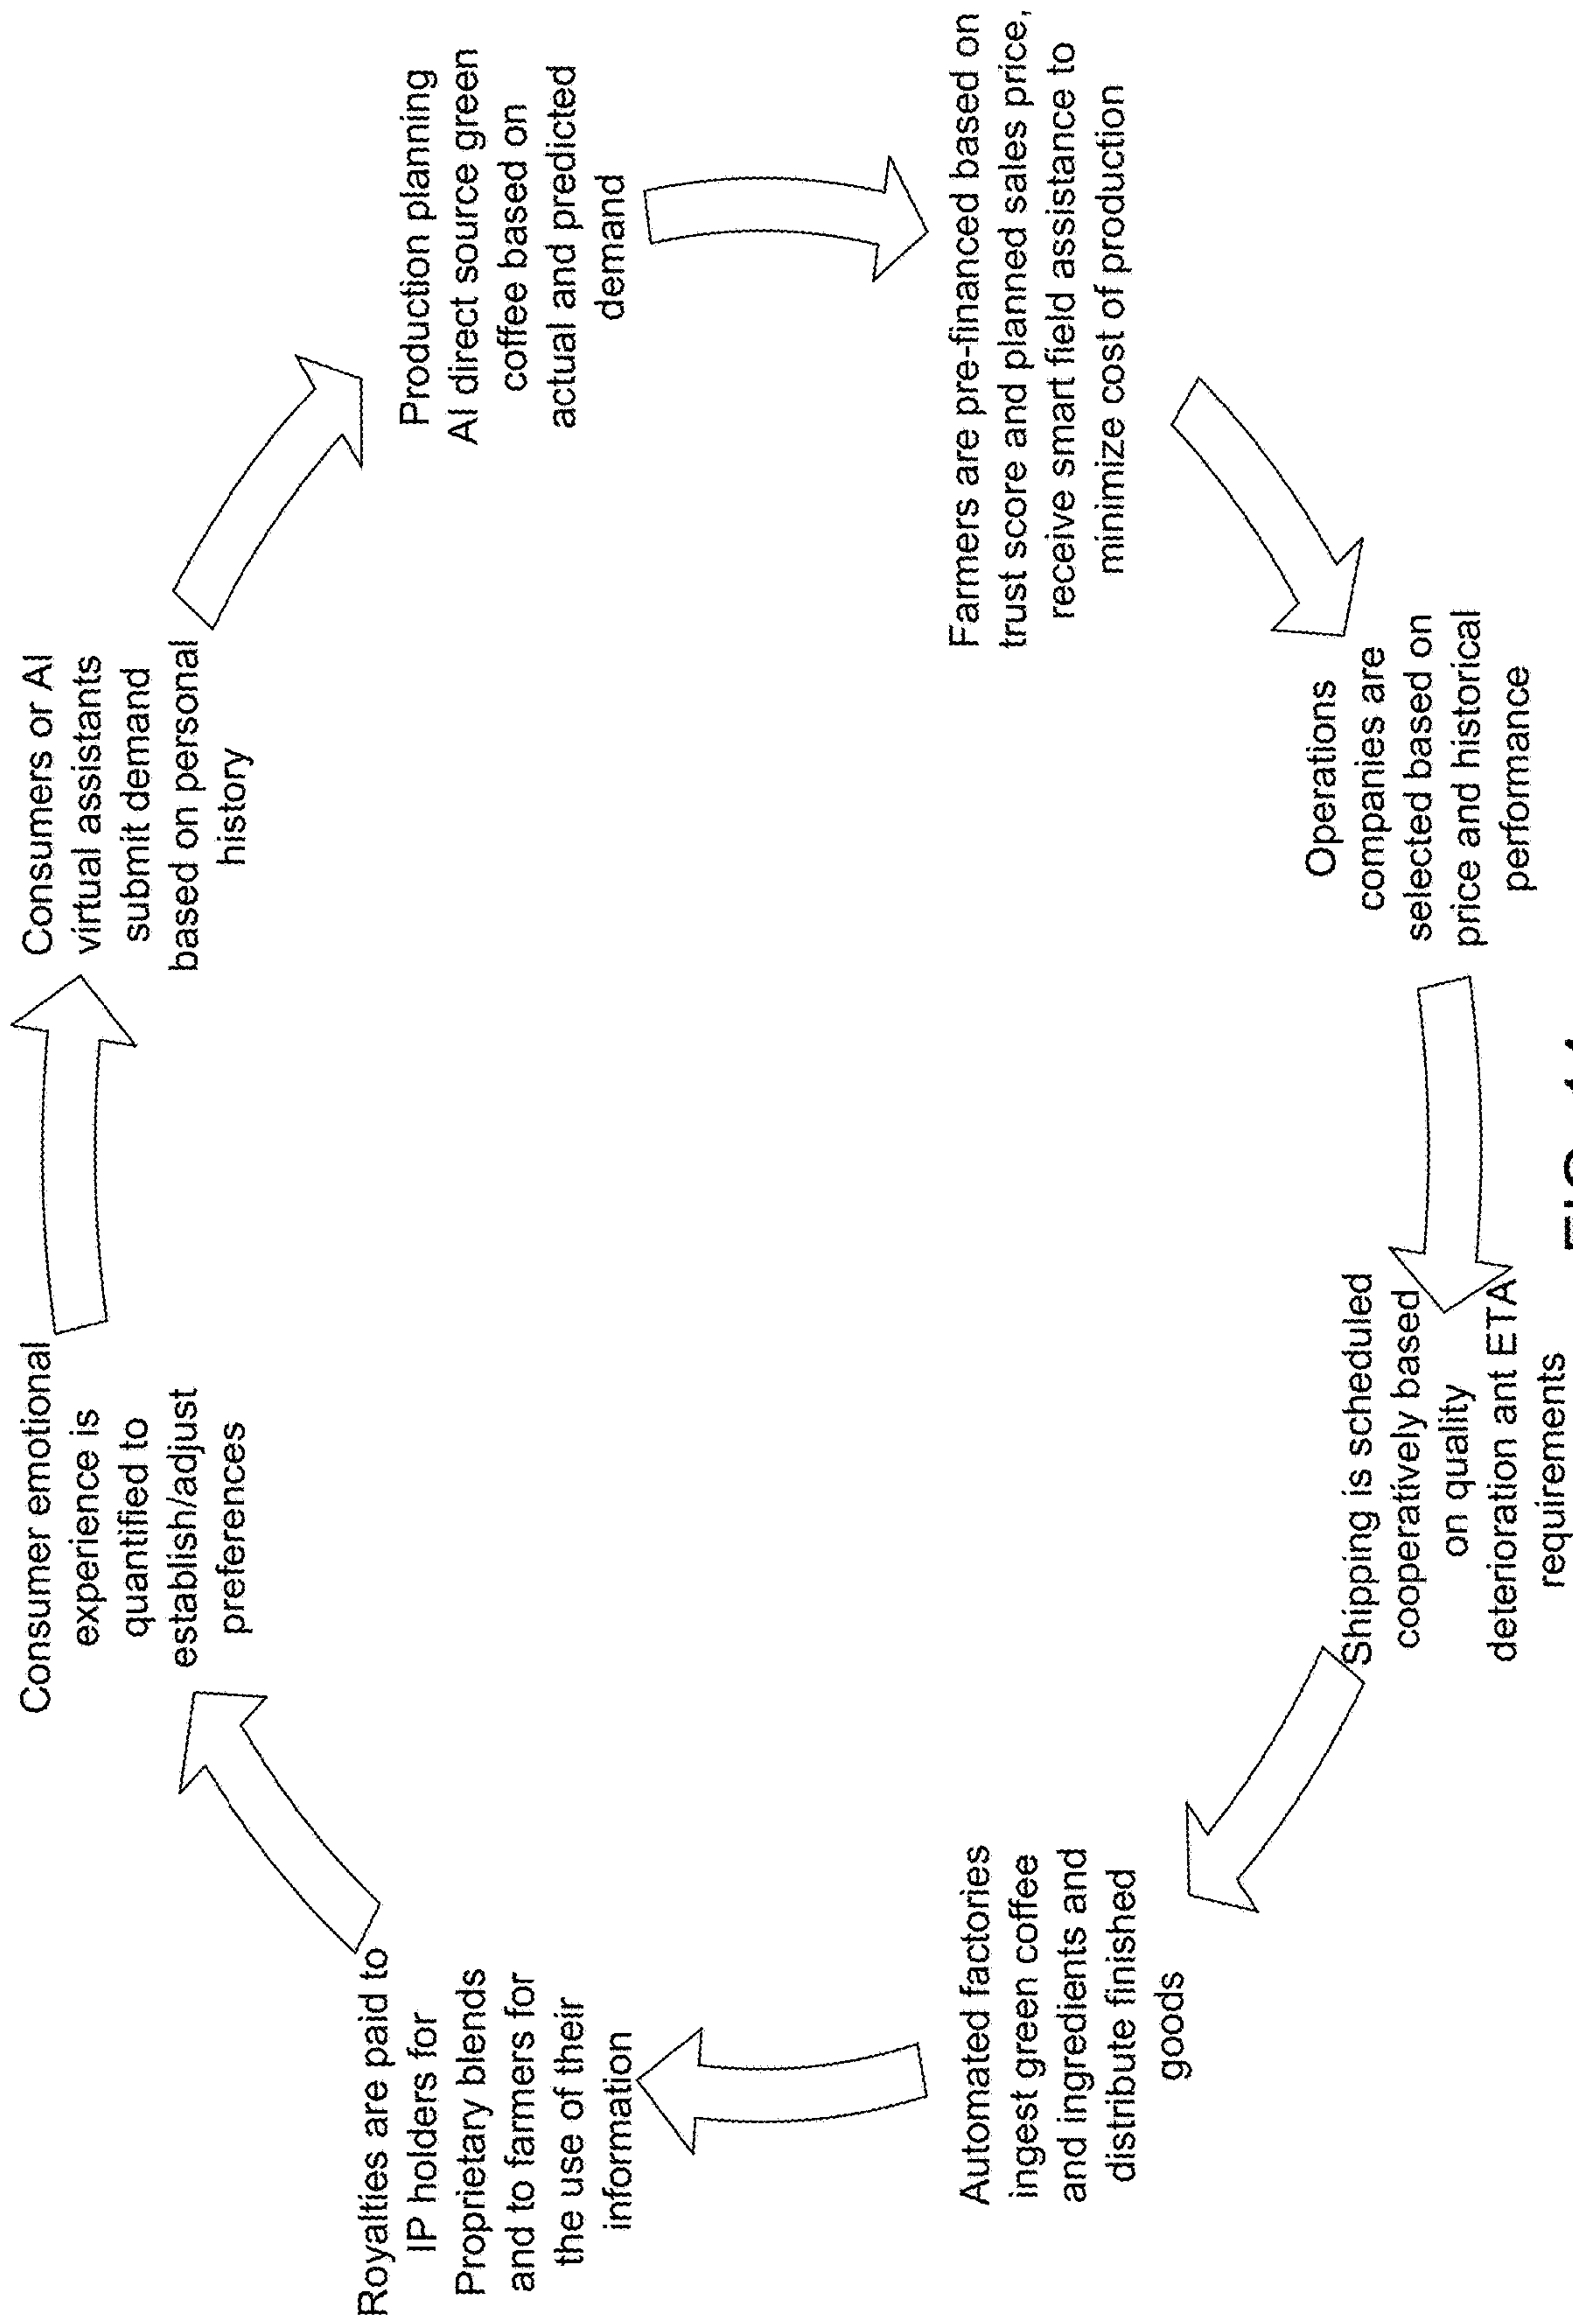 Consumer emotional
experience is
quantified to
establish/adjust
preferences
Consumers or AI
virtual assistants
submit demand
based on personal
history
Royalties are paid to
IP holders for
Proprietary blends
and to farmers for
the use of their
information
Production planning
AI direct source green
coffee based on
actual and predicted
demand
Automated factories
ingest green coffee
and ingredients and
distribute finished
goods
Farmers are pre-financed based on
trust score and planned sales price,
receive smart field assistance to
minimize cost of production
Shipping is scheduled
cooperatively based
on quality
deterioration ant ETA
requirements
Operations
companies are
selected based on
price and historical
perfomance
FIG.